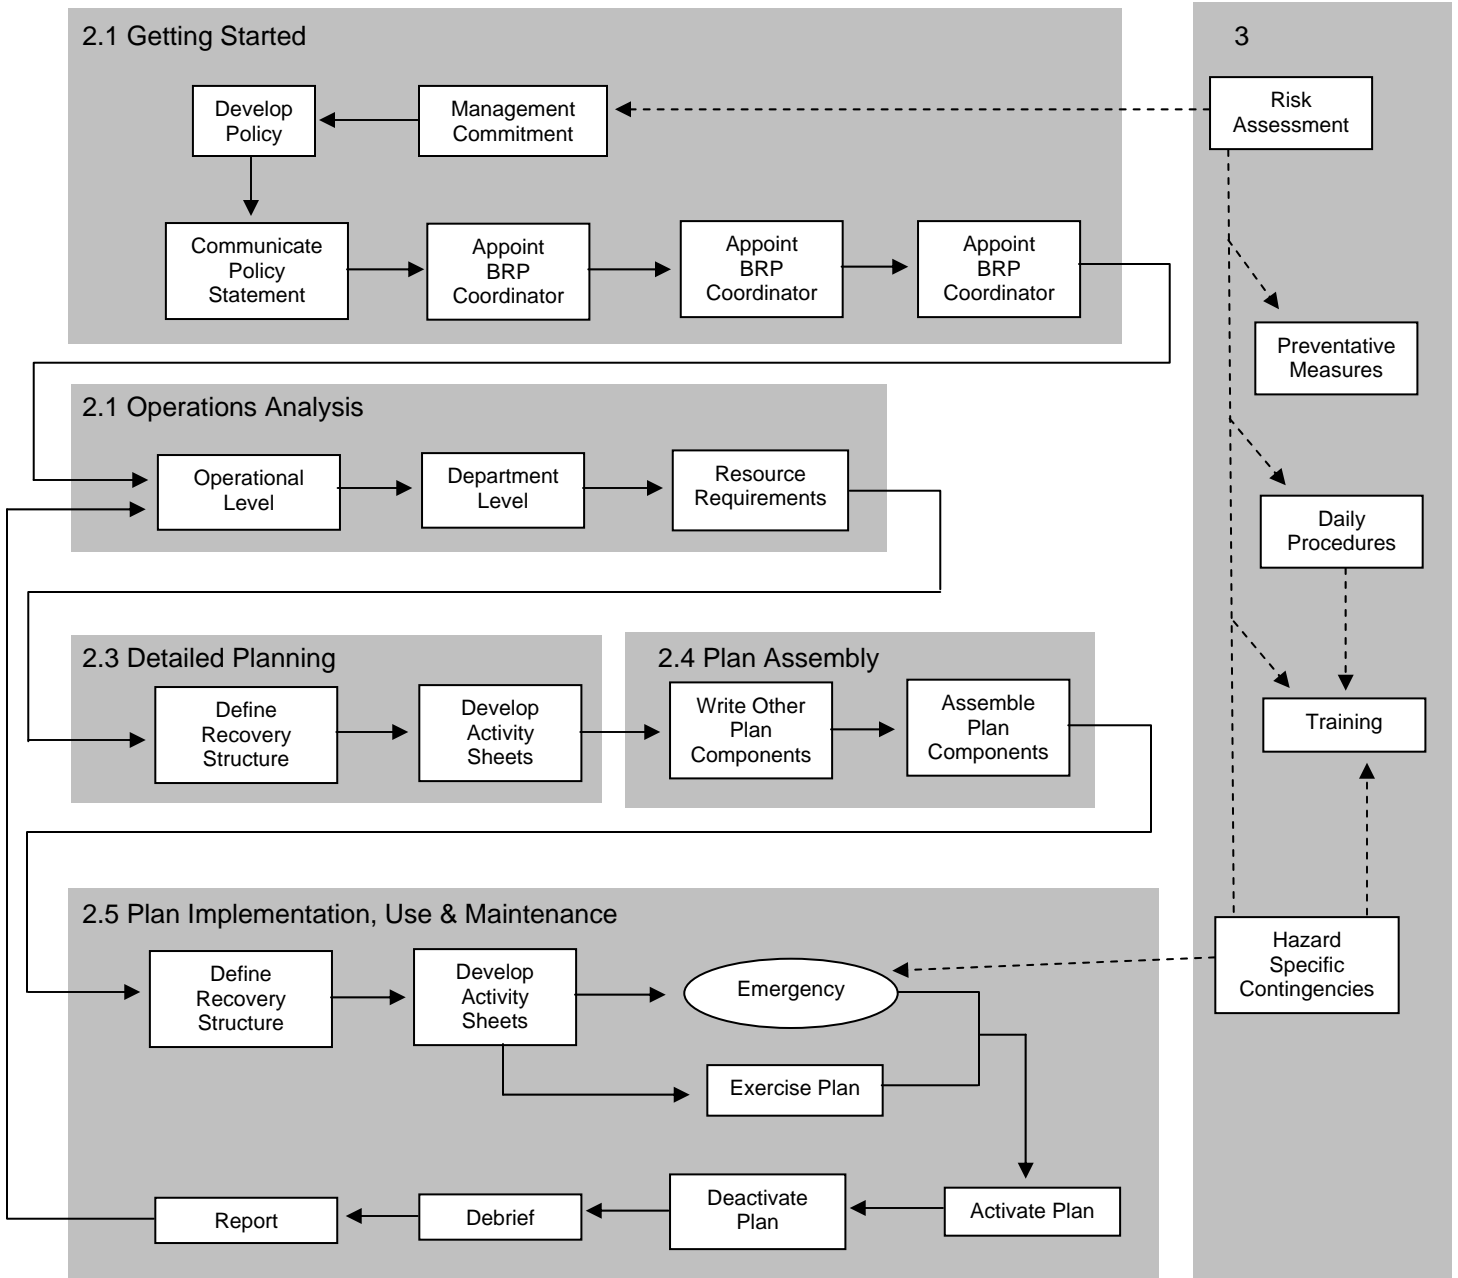 2.1 Getting Started
3
Develop
Policy
Management
Commitment
Risk
Assessment
Communicate
Policy
Statement
Appoint
BRP
Coordinator
Appoint
BRP
Coordinator
Appoint
BRP
Coordinator
Preventative
Measures
2.1 Operations Analysis
Operational
Level
Department
Level
Resource
Requirements
Daily
Procedures
2.3 Detailed Planning
Define
Recovery
Structure
Develop
Activity
Sheets
2.4 Plan Assembly
Write Other
Plan
Components
Assemble
Plan
Components
Training
2.5 Plan Implementation, Use & Maintenance
Define
Recovery
Structure
Develop
Activity
Sheets
Emergency
Hazard
Specific
Contingencies
Exercise Plan
Report
Debrief
Deactivate
Plan
Activate Plan